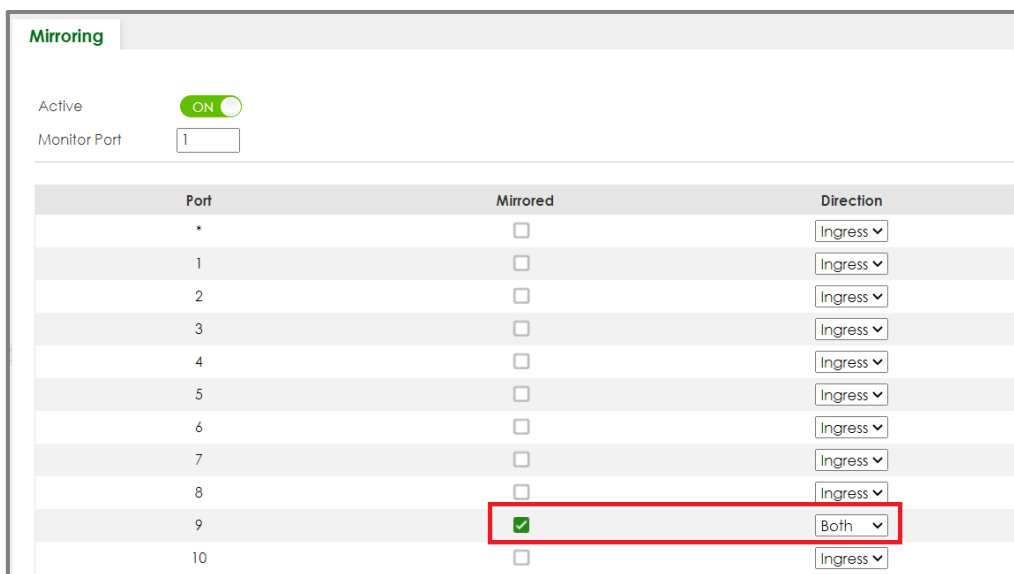 Mirroring
Active ON
Monitor Port 1
Port Mirrored Direction
* Ingress
1 Ingress
2 Ingress
3 Ingress
4 Ingress
5 Ingress
6 Ingress
7 Ingress
8 Ingress
9 Both
10 Ingress